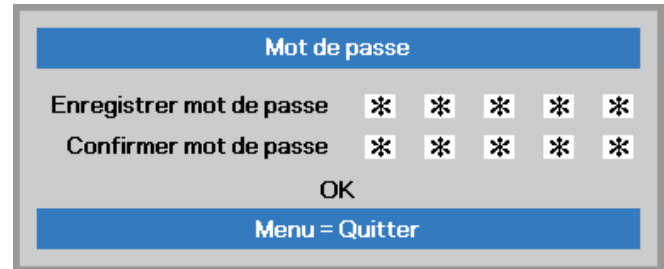 Mot de passe
Enregistrer mot de passe * * * * *
Confirmer mot de passe * * * * *
OK
Menu = Quitter